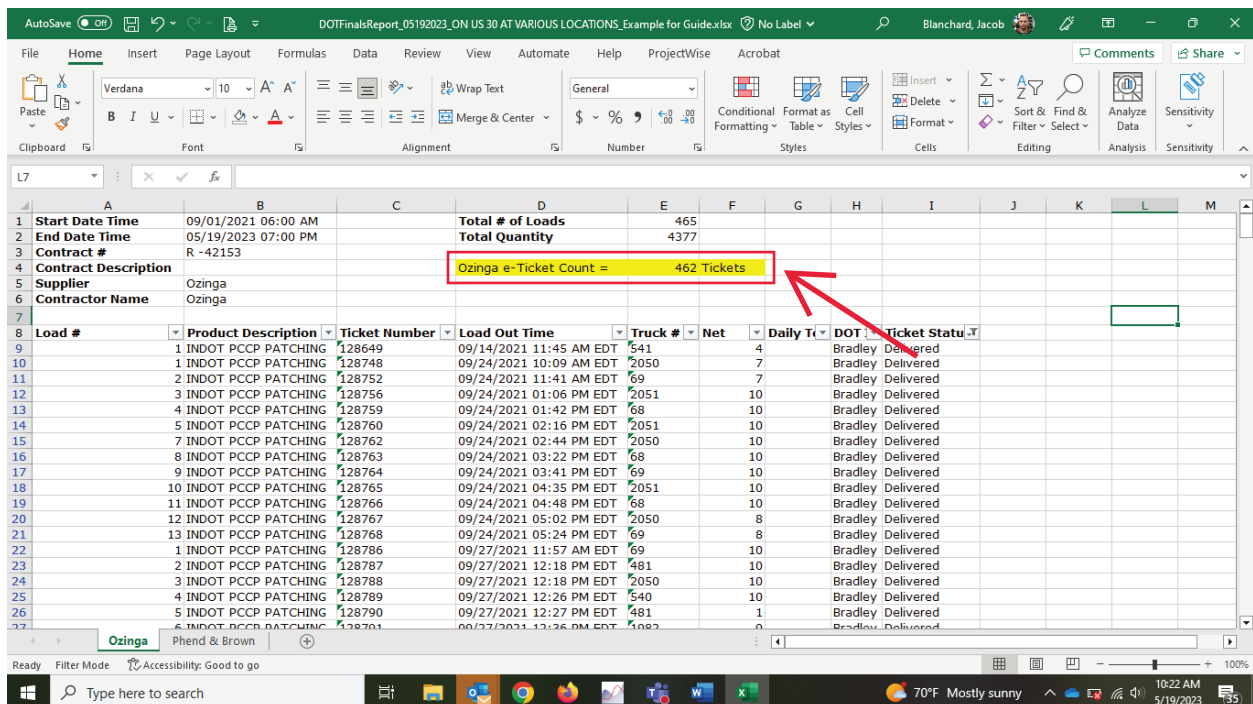 AutoSave Off DOTFinalsReport_05192023_ON US 30 AT VARIOUS LOCATIONS_Example for Guide.xlsx No Label Blanchard, Jacob
File Home Insert Page Layout Formulas Data Review View Automate Help ProjectWise Acrobat Comments Share
Verdana 10 A A Wrap Text General Insert
Paste B I U A Merge & Center $ % Conditional Formatting Format as Table Cell Styles Delete Format Sort & Filter Find & Select Analyze Data Sensitivity
Clipboard Font Alignment Number Styles Cells Editing Analysis Sensitivity
L7 fx
A B C D E F G H I J K L M
1 Start Date Time 09/01/2021 06:00 AM Total # of Loads 465
2 End Date Time 05/19/2023 07:00 PM Total Quantity 4377
3 Contract # R -42153
4 Contract Description Ozinga e-Ticket Count = 462 Tickets
5 Supplier Ozinga
6 Contractor Name Ozinga
7
8 Load # Product Description Ticket Number Load Out Time Truck # Net Daily T DOT Ticket Statu
9 1 INDOT PCCP PATCHING 128649 09/14/2021 11:45 AM EDT 541 4 Bradley Delivered
10 1 INDOT PCCP PATCHING 128748 09/24/2021 10:09 AM EDT 2050 7 Bradley Delivered
11 2 INDOT PCCP PATCHING 128752 09/24/2021 11:41 AM EDT 69 7 Bradley Delivered
12 3 INDOT PCCP PATCHING 128756 09/24/2021 01:06 PM EDT 2051 10 Bradley Delivered
13 4 INDOT PCCP PATCHING 128759 09/24/2021 01:42 PM EDT 68 10 Bradley Delivered
14 5 INDOT PCCP PATCHING 128760 09/24/2021 02:16 PM EDT 2051 10 Bradley Delivered
15 7 INDOT PCCP PATCHING 128762 09/24/2021 02:44 PM EDT 2050 10 Bradley Delivered
16 8 INDOT PCCP PATCHING 128763 09/24/2021 03:22 PM EDT 68 10 Bradley Delivered
17 9 INDOT PCCP PATCHING 128764 09/24/2021 03:41 PM EDT 69 10 Bradley Delivered
18 10 INDOT PCCP PATCHING 128765 09/24/2021 04:35 PM EDT 2051 10 Bradley Delivered
19 11 INDOT PCCP PATCHING 128766 09/24/2021 04:48 PM EDT 68 10 Bradley Delivered
20 12 INDOT PCCP PATCHING 128767 09/24/2021 05:02 PM EDT 2050 8 Bradley Delivered
21 13 INDOT PCCP PATCHING 128768 09/24/2021 05:24 PM EDT 69 8 Bradley Delivered
22 1 INDOT PCCP PATCHING 128786 09/27/2021 11:57 AM EDT 69 10 Bradley Delivered
23 2 INDOT PCCP PATCHING 128787 09/27/2021 12:18 PM EDT 481 10 Bradley Delivered
24 3 INDOT PCCP PATCHING 128788 09/27/2021 12:18 PM EDT 2050 10 Bradley Delivered
25 4 INDOT PCCP PATCHING 128789 09/27/2021 12:26 PM EDT 540 10 Bradley Delivered
26 5 INDOT PCCP PATCHING 128790 09/27/2021 12:27 PM EDT 481 1 Bradley Delivered
27 6 INDOT PCCP PATCHING 128791 09/27/2021 12:36 PM EDT Bradley Delivered
Ozinga Phend & Brown
Ready Filter Mode Accessibility: Good to go 100%
Type here to search 70°F Mostly sunny 10:22 AM
5/19/2023 35